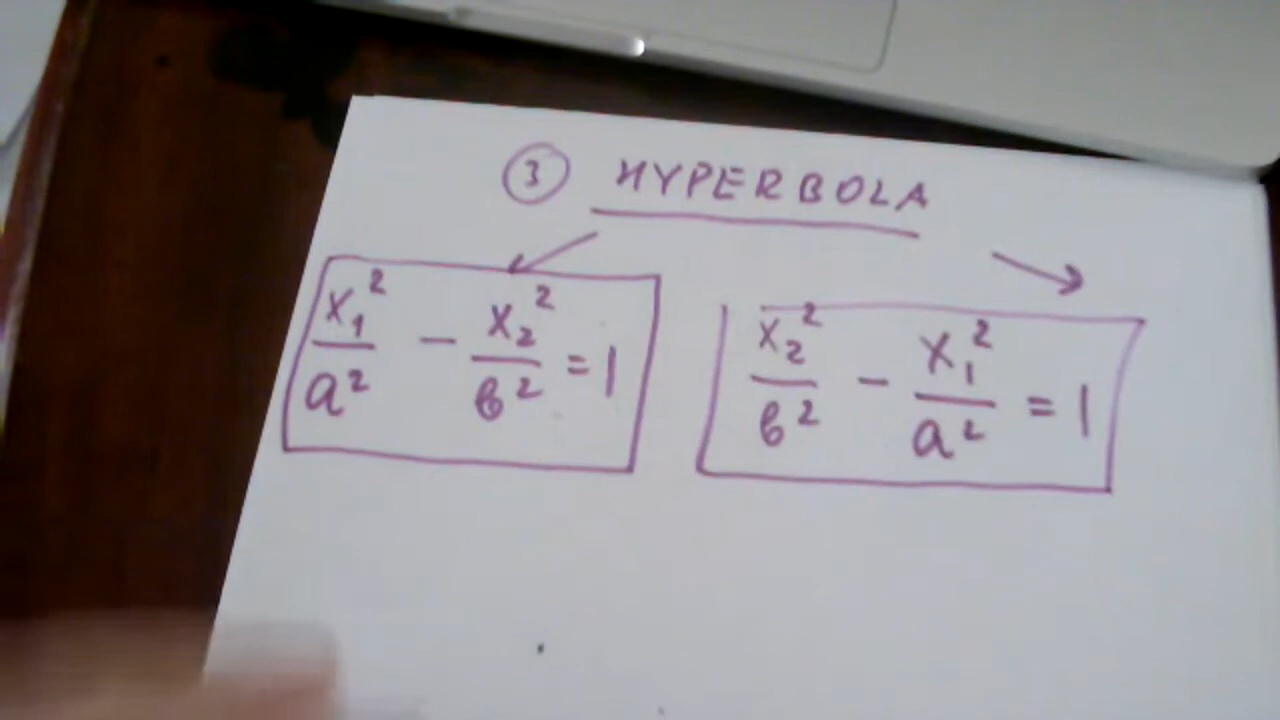 ③ HYPERBOLA
x₁²/a² - x₂²/b² = 1
x₂²/b² - x₁²/a² = 1